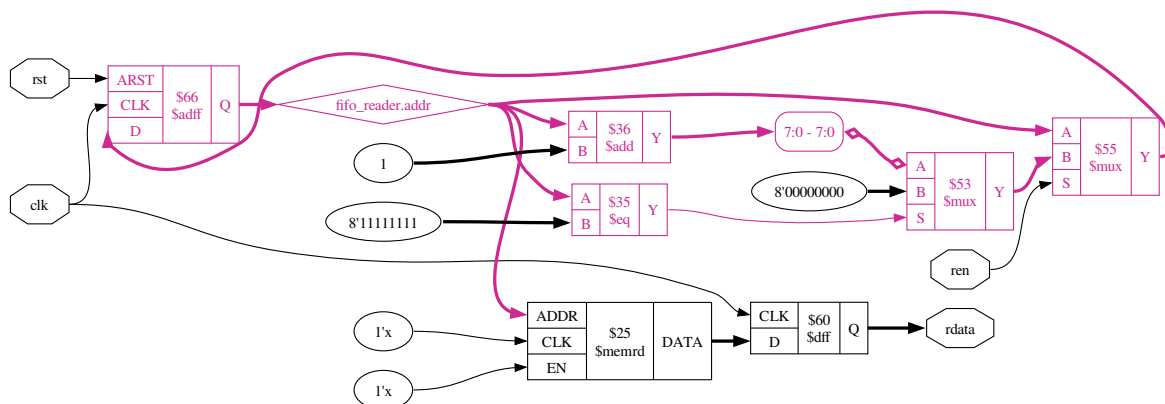 rst
clk
ARST
CLK
D
$66
$adff
Q
fifo_reader.addr
1
8'11111111
A
B
$36
$add
Y
A
B
$35
$eq
Y
7:0 - 7:0
8'00000000
A
B
S
$53
$mux
Y
A
B
S
$55
$mux
Y
ren
1'x
1'x
ADDR
CLK
EN
$25
$memrd
DATA
CLK
D
$60
$dff
Q
rdata